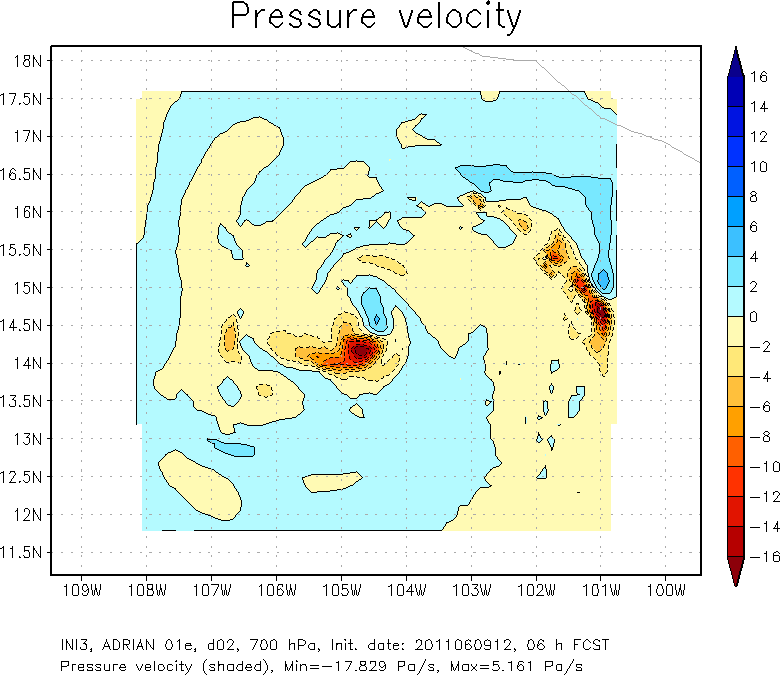 Pressure velocity
18N
17.5N
17N
16.5N
16N
15.5N
15N
14.5N
14N
13.5N
13N
12.5N
12N
11.5N
109W 108W 107W 106W 105W 104W 103W 102W 101W 100W
16
14
12
10
8
6
4
2
0
−2
−4
−6
−8
−10
−12
−14
−16
INI3, ADRIAN 01e, d02, 700 hPa, Init. date: 2011060912, 06 h FCST
Pressure velocity (shaded), Min=−17.829 Pa/s, Max=5.161 Pa/s